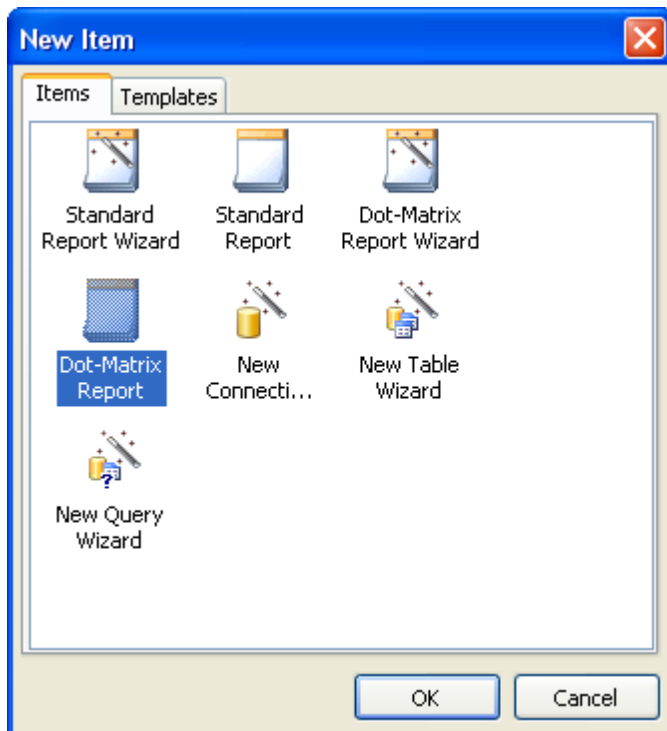 New Item
Items
Templates
Standard
Report Wizard
Standard
Report
Dot-Matrix
Report Wizard
Dot-Matrix
Report
New
Connecti...
New Table
Wizard
New Query
Wizard
OK
Cancel